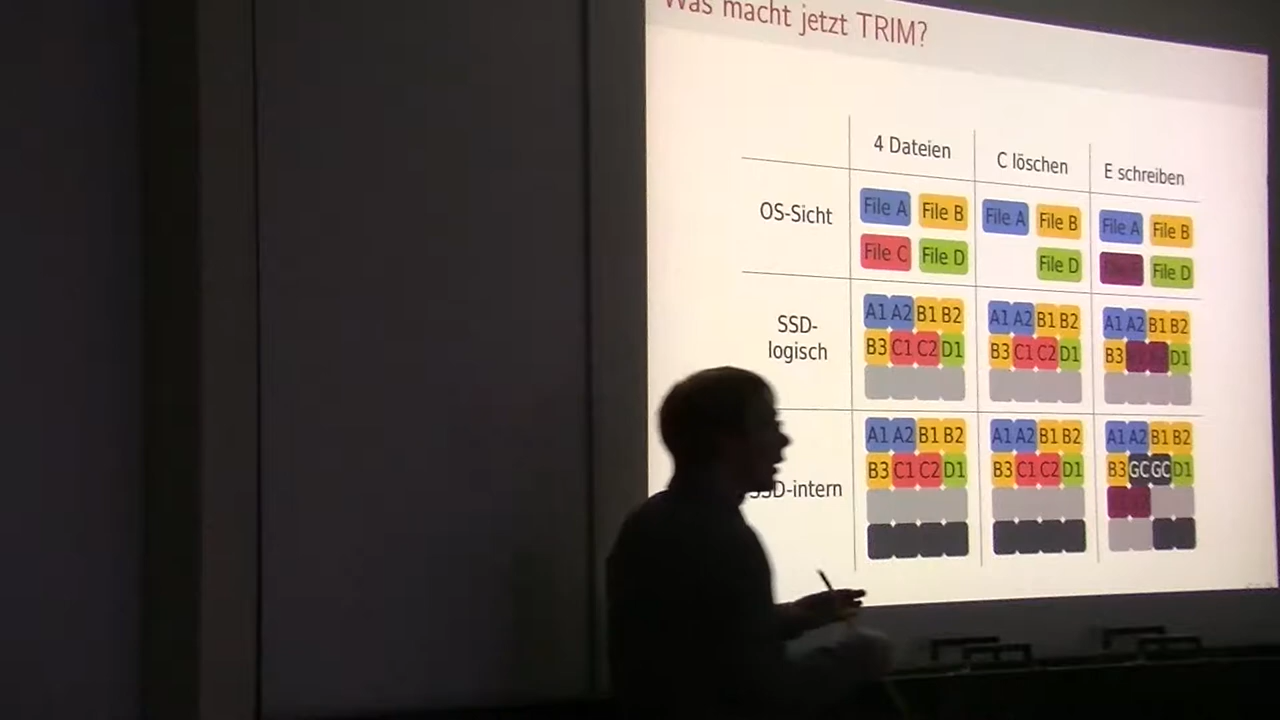 Was macht jetzt TRIM?
4 Dateien C löschen E schreiben
OS-Sicht
File A File B File A File B File A File B
File C File D File D File D
SSD-
logisch
A1 A2 B1 B2 A1 A2 B1 B2 A1 A2 B1 B2
B3 C1 C2 D1 B3 C1 C2 D1 B3 D1
SSD-intern
A1 A2 B1 B2 A1 A2 B1 B2 A1 A2 B1 B2
B3 C1 C2 D1 B3 C1 C2 D1 B3 GC GC D1